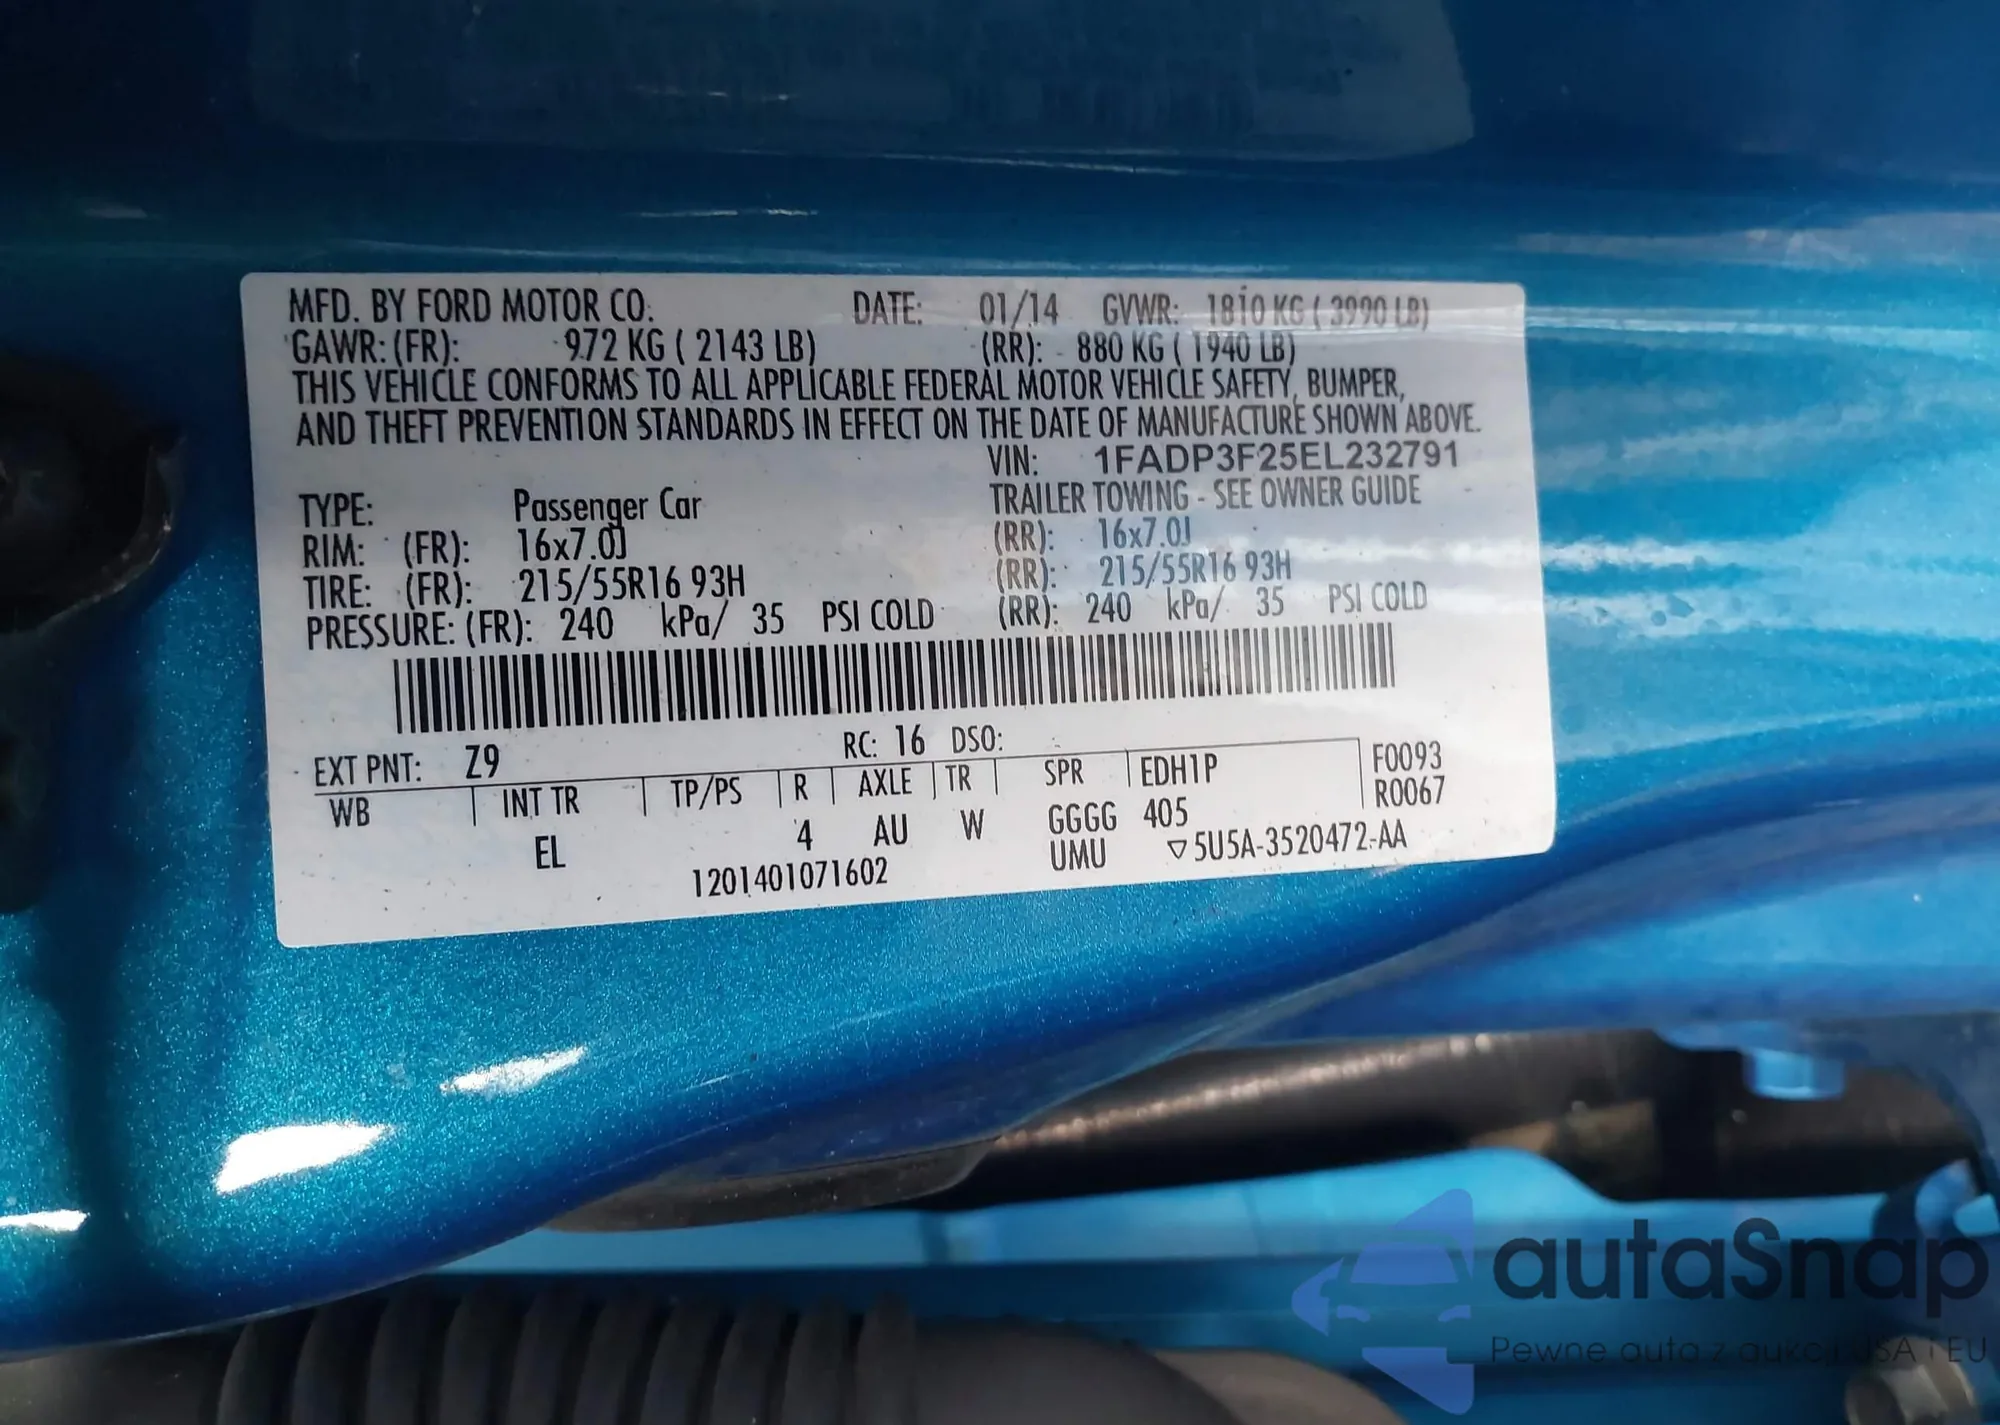 MFD. BY FORD MOTOR CO. DATE: 01/14 GVWR: 1810 KG ( 3990 LB)
GAWR: (FR): 972 KG ( 2143 LB) (RR): 880 KG ( 1940 LB)
THIS VEHICLE CONFORMS TO ALL APPLICABLE FEDERAL MOTOR VEHICLE SAFETY, BUMPER,
AND THEFT PREVENTION STANDARDS IN EFFECT ON THE DATE OF MANUFACTURE SHOWN ABOVE.
VIN: 1FADP3F25EL232791
TYPE: Passenger Car TRAILER TOWING - SEE OWNER GUIDE
RIM: (FR): 16x7.0J (RR): 16x7.0J
TIRE: (FR): 215/55R16 93H (RR): 215/55R16 93H
PRESSURE: (FR): 240 kPa/ 35 PSI COLD (RR): 240 kPa/ 35 PSI COLD
EXT PNT: Z9 RC: 16 DSO:
WB INT TR TP/PS R AXLE TR SPR EDH1P F0093
EL 4 AU W GGGG 405 R0067
1201401071602 UMU ▽5U5A-3520472-AA
autaSnap
Pewne auta z aukcji USA i EU